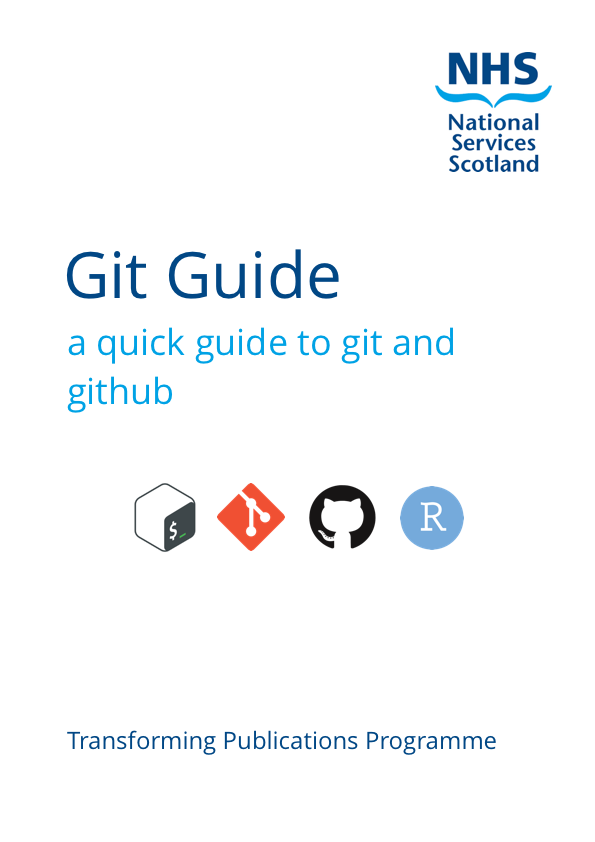 NHS
National
Services
Scotland
Git Guide
a quick guide to git and
github
$_
R
Transforming Publications Programme